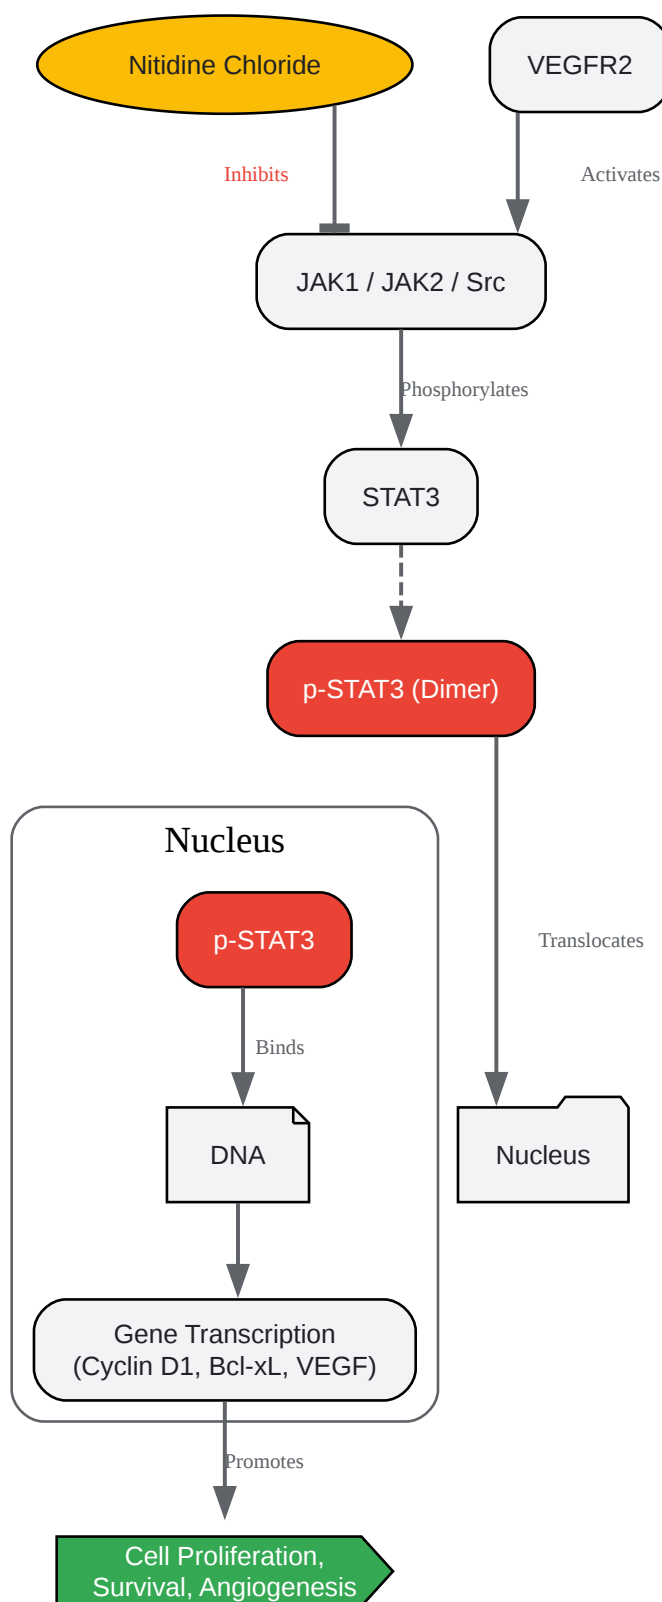 Nitidine Chloride
VEGFR2
Inhibits
Activates
JAK1 / JAK2 / Src
Phosphorylates
STAT3
p-STAT3 (Dimer)
Nucleus
p-STAT3
Translocates
Binds
DNA
Nucleus
Gene Transcription
(Cyclin D1, Bcl-xL, VEGF)
Promotes
Cell Proliferation,
Survival, Angiogenesis